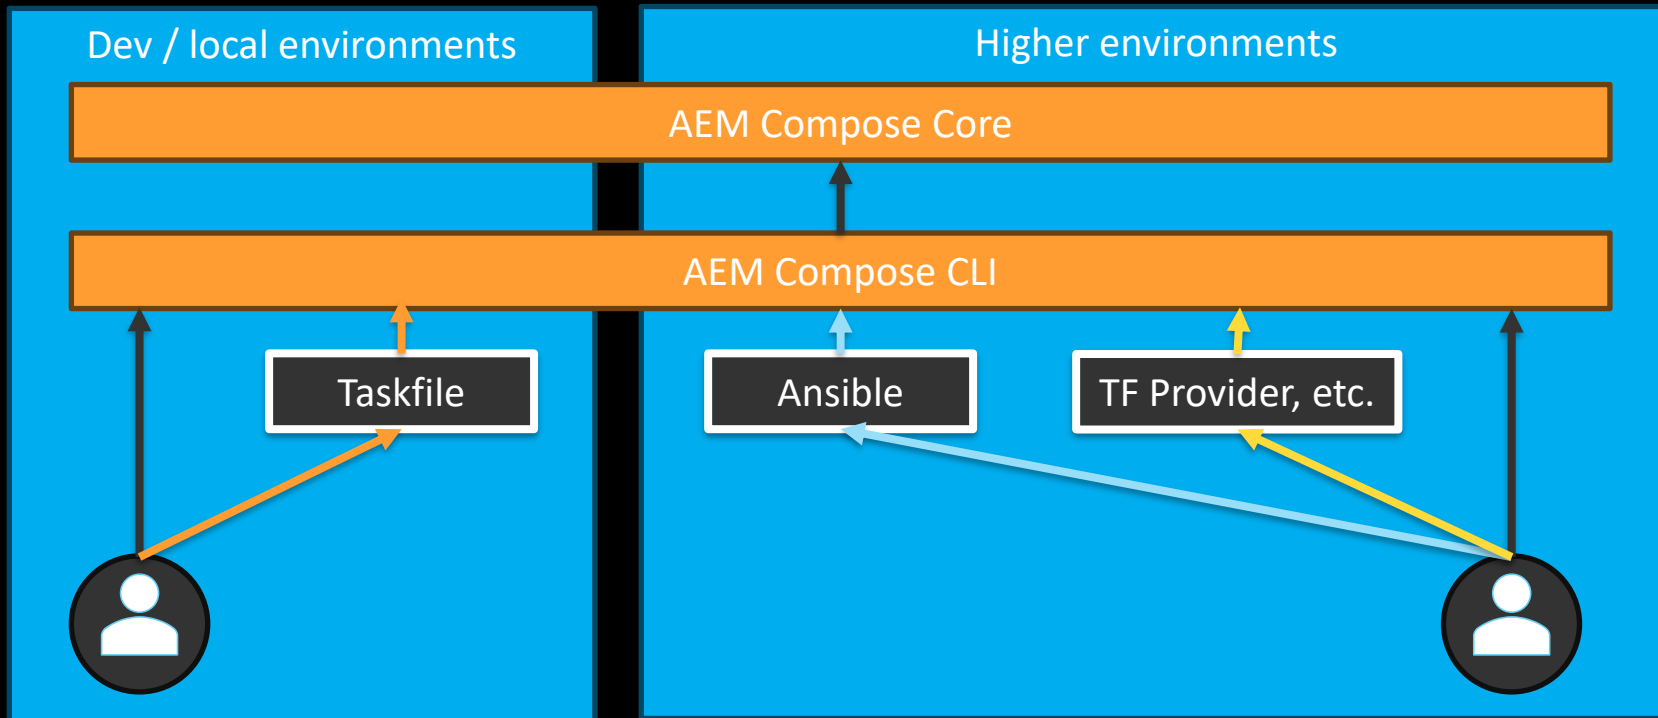 Dev / local environments
Higher environments
AEM Compose Core
AEM Compose CLI
Taskfile
Ansible
TF Provider, etc.